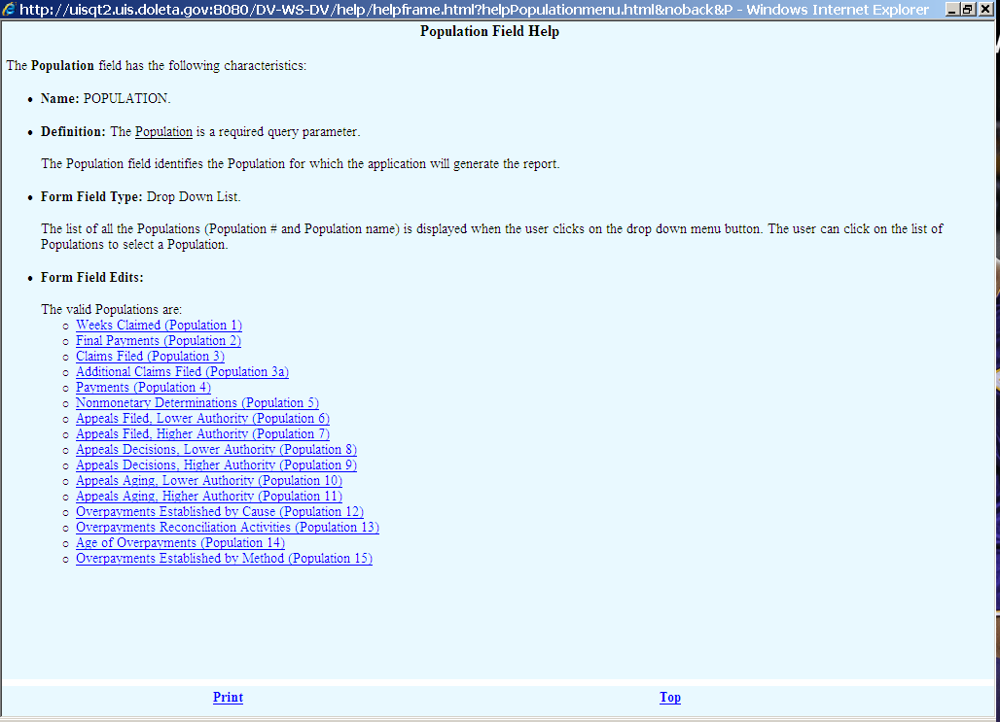 http://uisqt2.uis.doleta.gov:8080/DV-WS-DV/help/helpframe.html?helpPopulationmenu.html&noback&P - Windows Internet Explorer
Population Field Help
The Population field has the following characteristics:
• Name: POPULATION.
• Definition: The Population is a required query parameter.
The Population field identifies the Population for which the application will generate the report.
• Form Field Type: Drop Down List.
The list of all the Populations (Population # and Population name) is displayed when the user clicks on the drop down menu button. The user can click on the list of
Populations to select a Population.
• Form Field Edits:
The valid Populations are:
○ Weeks Claimed (Population 1)
○ Final Payments (Population 2)
○ Claims Filed (Population 3)
○ Additional Claims Filed (Population 3a)
○ Payments (Population 4)
○ Nonmonetary Determinations (Population 5)
○ Appeals Filed, Lower Authority (Population 6)
○ Appeals Filed, Higher Authority (Population 7)
○ Appeals Decisions, Lower Authority (Population 8)
○ Appeals Decisions, Higher Authority (Population 9)
○ Appeals Aging, Lower Authority (Population 10)
○ Appeals Aging, Higher Authority (Population 11)
○ Overpayments Established by Cause (Population 12)
○ Overpayments Reconciliation Activities (Population 13)
○ Age of Overpayments (Population 14)
○ Overpayments Established by Method (Population 15)
Print Top